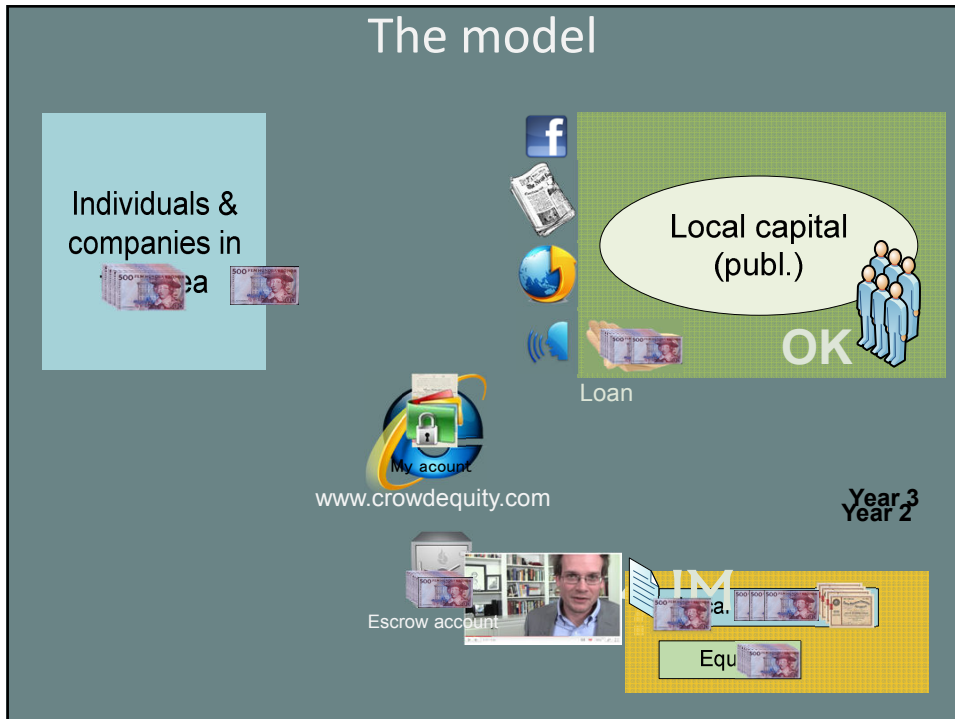 The model
Individuals &
companies in
ea
Local capital
(publ.)
OK
Loan
My acount
www.crowdequity.com
Year 3
Year 2
Escrow account
Equ